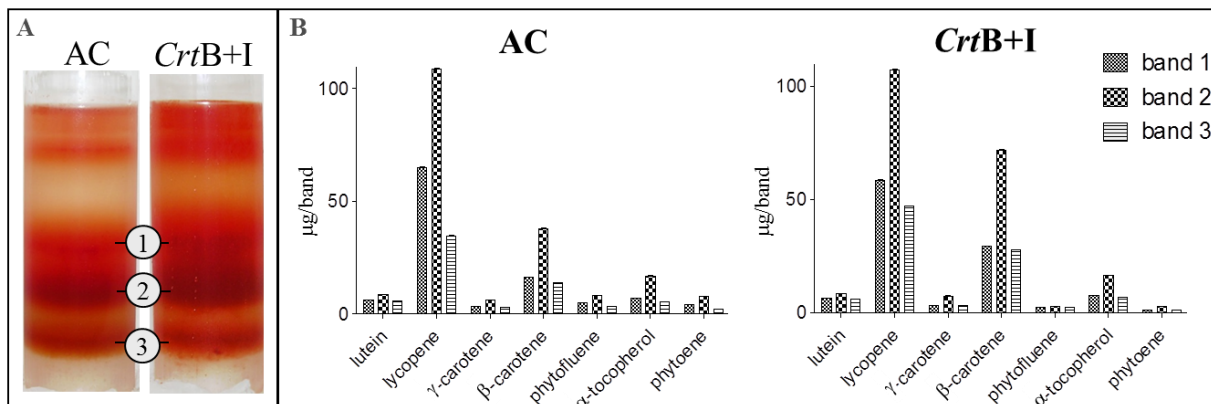 A
AC CrtB+I
1
2
3
B
AC
100
50
0
µg/band
lutein
lycopene
γ-carotene
β-carotene
phytofluene
α-tocopherol
phytoene
CrtB+I
100
50
0
µg/band
lutein
lycopene
γ-carotene
β-carotene
phytofluene
α-tocopherol
phytoene
band 1
band 2
band 3